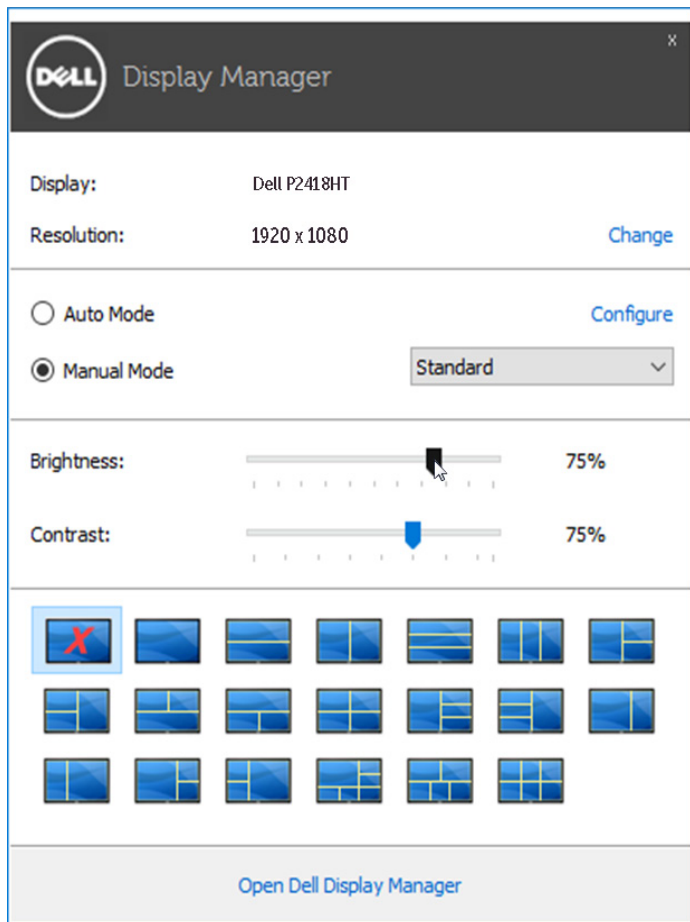 x
DELL Display Manager
Display: Dell P2418HT
Resolution: 1920 x 1080 Change
Auto Mode Configure
Manual Mode Standard
Brightness: 75%
Contrast: 75%
X
Open Dell Display Manager